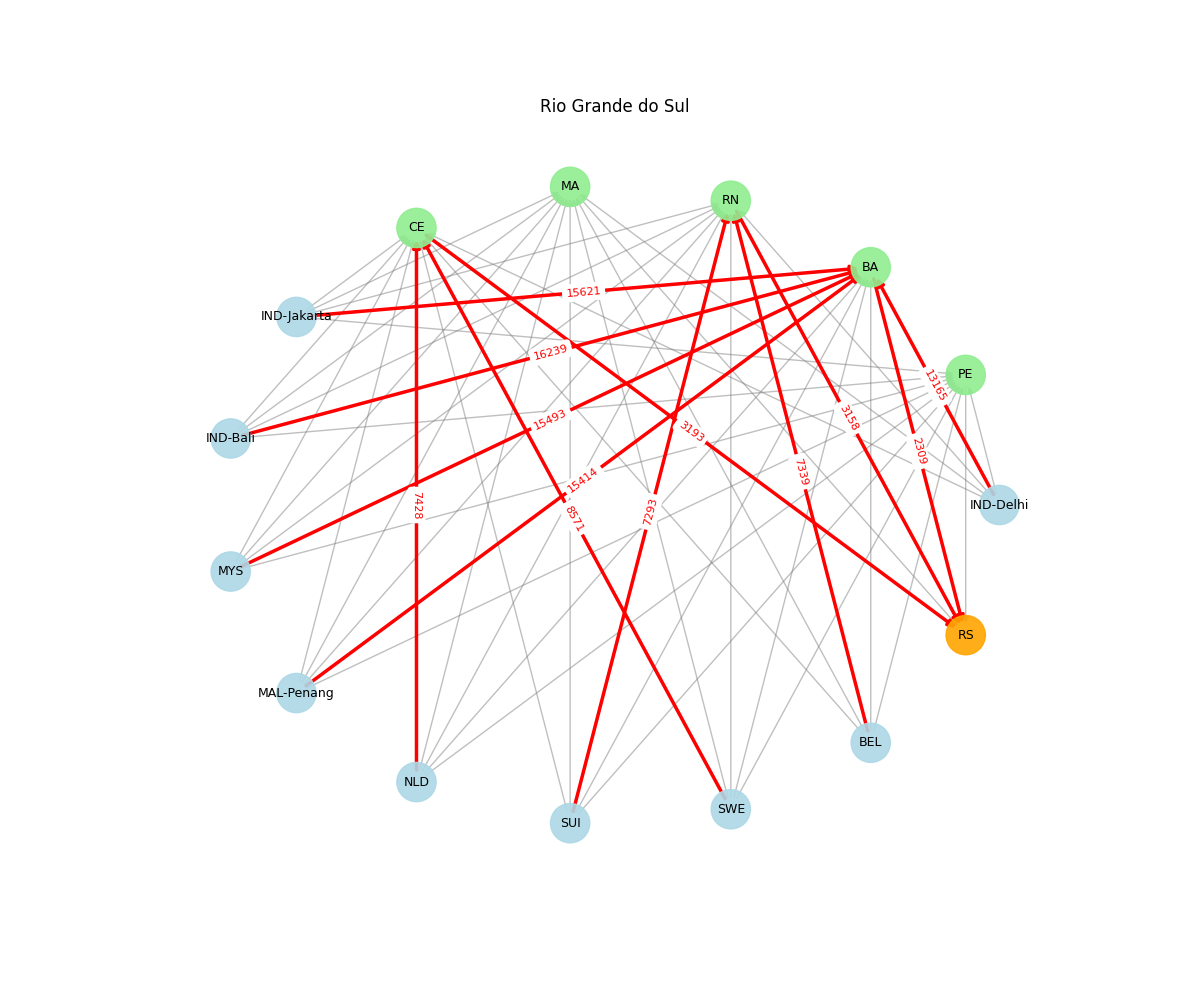 Rio Grande do Sul
MA
RN
CE
BA
15621
IND-Jakarta
16239
PE
13165
3158
15493
3193
IND-Bali
2309
7339
15414
7428
IND-Delhi
7293
8571
MYS
RS
MAL-Penang
BEL
NLD
SWE
SUI